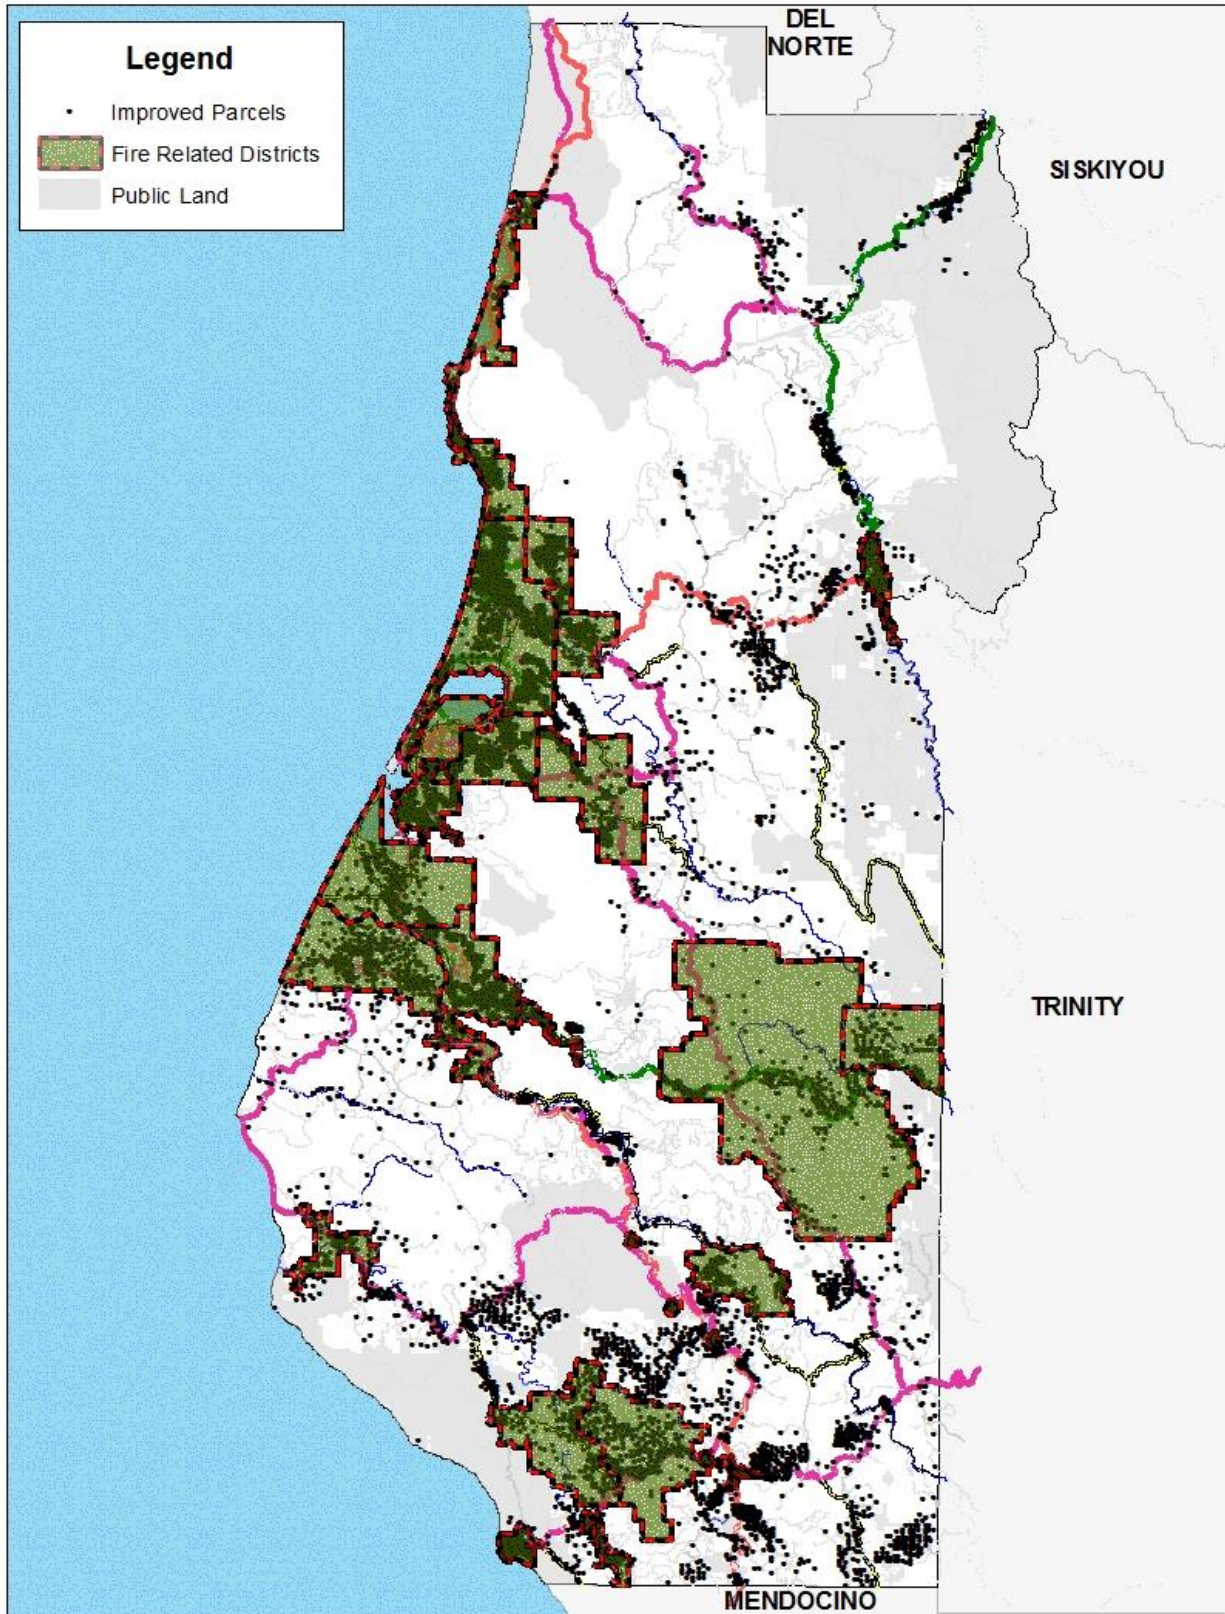 Legend
Improved Parcels
Fire Related Districts
Public Land
DEL
NORTE
SISKIYOU
TRINITY
MENDOCINO